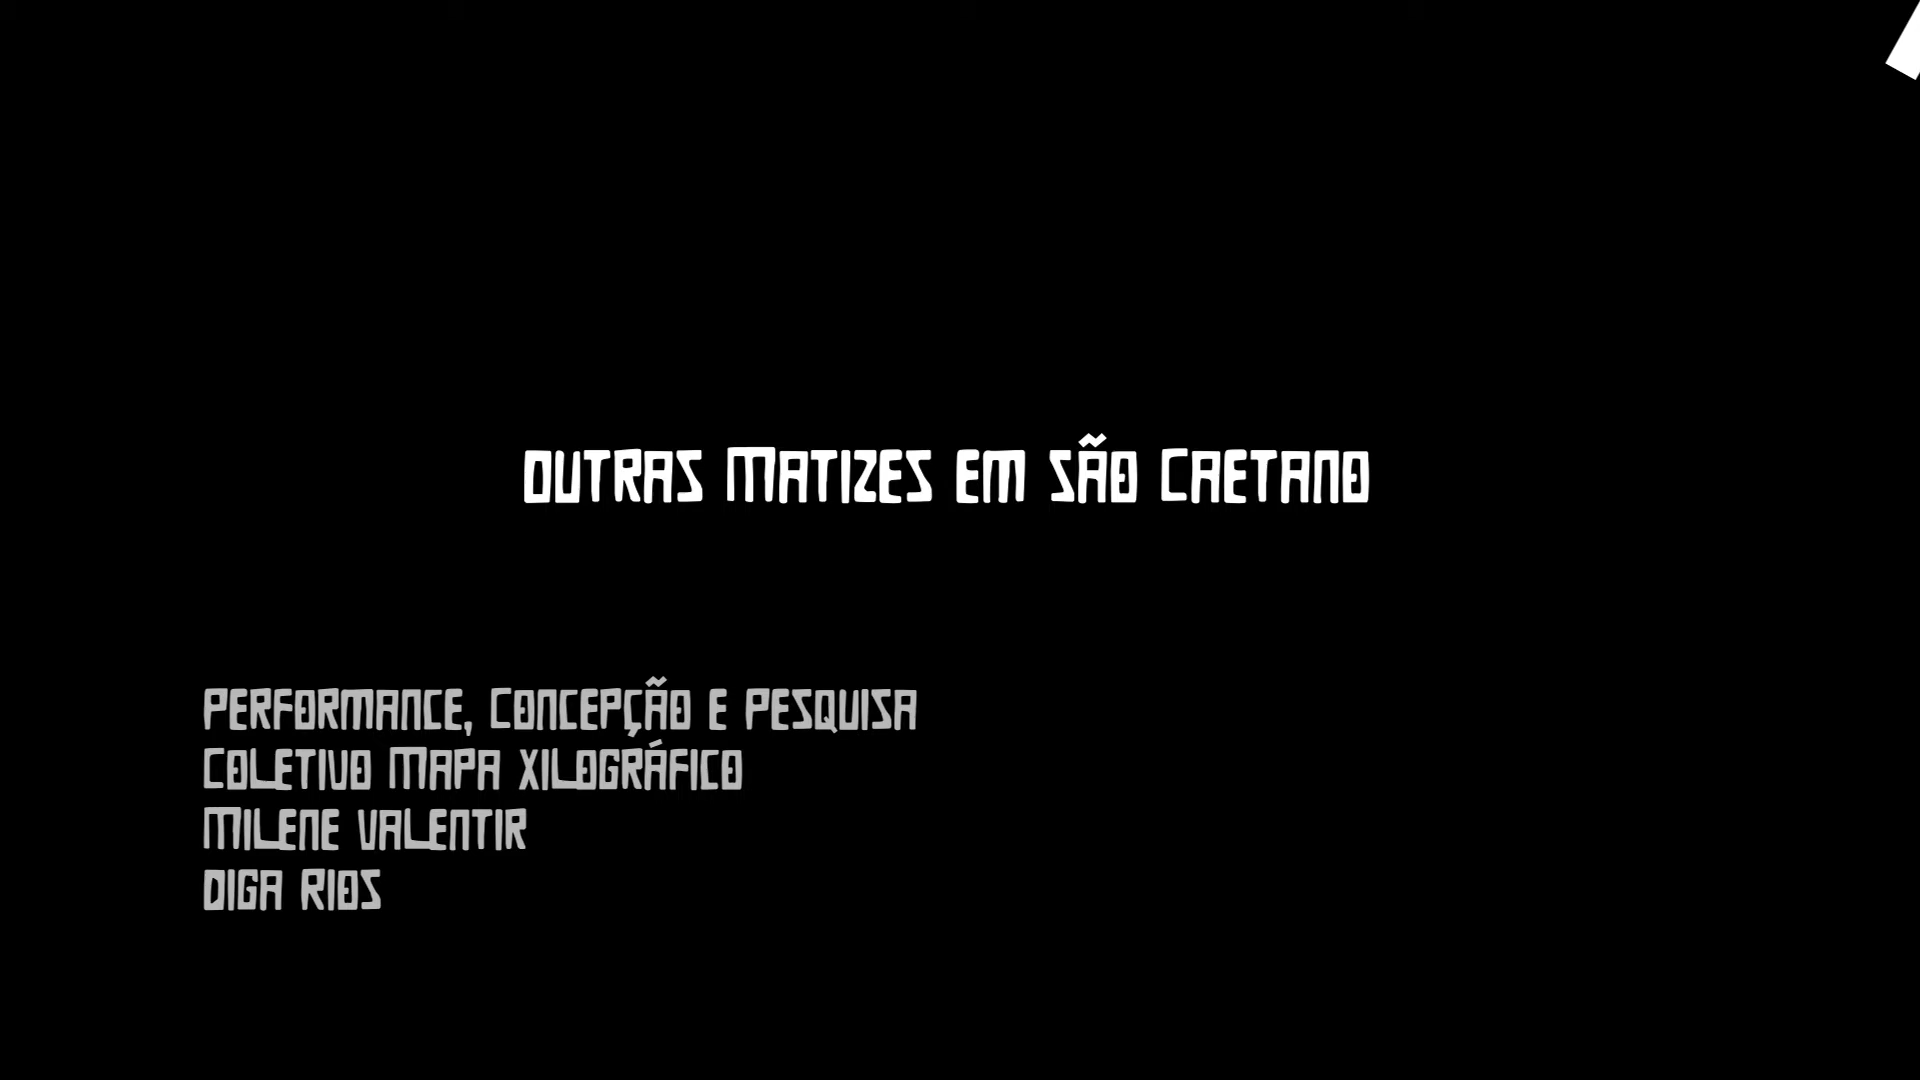 OUTRAS MATIZES EM SÃO CAETANO
PERFORMANCE, CONCEPÇÃO E PESQUISA
COLETIVO MAPA XILOGRÁFICO
MILENE VALENTIR
DIGA RIOS